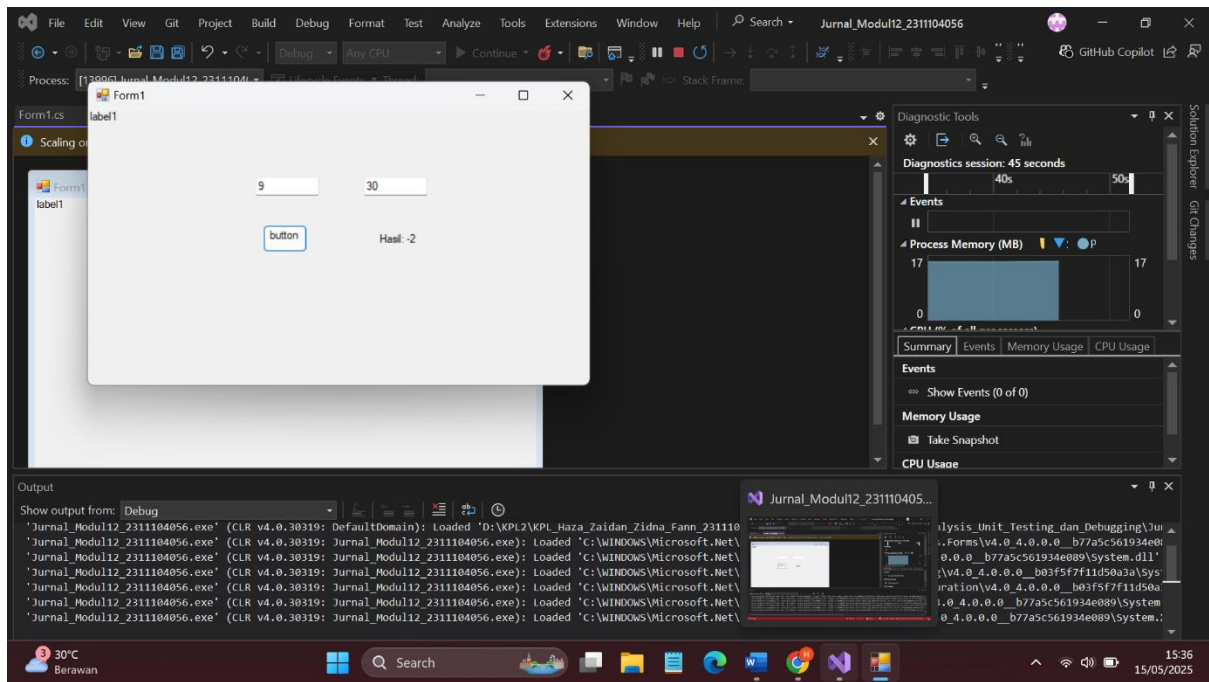 File Edit View Git Project Build Debug Format Test Analyze Tools Extensions Window Help Search Jurnal_Modul12_2311104056
Debug Any CPU Continue GitHub Copilot
Process: Stack Frame:
Form1
Form1.cs
label1
Scaling
9 30
button Hasil: -2
Form1
label1
Diagnostic Tools
Diagnostics session: 45 seconds
40s 50s
Events
Process Memory (MB) P
17 17
0 0
Summary Events Memory Usage CPU Usage
Events
Show Events (0 of 0)
Memory Usage
Take Snapshot
CPU Usage
Solution Explorer
Git Changes
Output
Show output from: Debug
'Jurnal_Modul12_2311104056.exe' (CLR v4.0.30319: DefaultDomain): Loaded 'D:\KPL2\KPL_Haza_Zaidan_Zidna_Fann_231110 lysis_Unit_Testing_dan_Debugging\Ju
'Jurnal_Modul12_2311104056.exe' (CLR v4.0.30319: Jurnal_Modul12_2311104056.exe): Loaded 'C:\WINDOWS\Microsoft.Net\ s.Forms\v4.0_4.0.0.0__b77a5c561934e08
'Jurnal_Modul12_2311104056.exe' (CLR v4.0.30319: Jurnal_Modul12_2311104056.exe): Loaded 'C:\WINDOWS\Microsoft.Net\ .0.0.0__b77a5c561934e089\System.dll'
'Jurnal_Modul12_2311104056.exe' (CLR v4.0.30319: Jurnal_Modul12_2311104056.exe): Loaded 'C:\WINDOWS\Microsoft.Net\ g\v4.0_4.0.0.0__b03f5f7f11d50a3a\Sys
'Jurnal_Modul12_2311104056.exe' (CLR v4.0.30319: Jurnal_Modul12_2311104056.exe): Loaded 'C:\WINDOWS\Microsoft.Net\ uration\v4.0_4.0.0.0__b03f5f7f11d50a
'Jurnal_Modul12_2311104056.exe' (CLR v4.0.30319: Jurnal_Modul12_2311104056.exe): Loaded 'C:\WINDOWS\Microsoft.Net\ .0_4.0.0.0__b77a5c561934e089\System
'Jurnal_Modul12_2311104056.exe' (CLR v4.0.30319: Jurnal_Modul12_2311104056.exe): Loaded 'C:\WINDOWS\Microsoft.Net\ 0_4.0.0.0__b77a5c561934e089\System.
Jurnal_Modul12_231110405...
3 30°C
Berawan
Search
15:36
15/05/2025